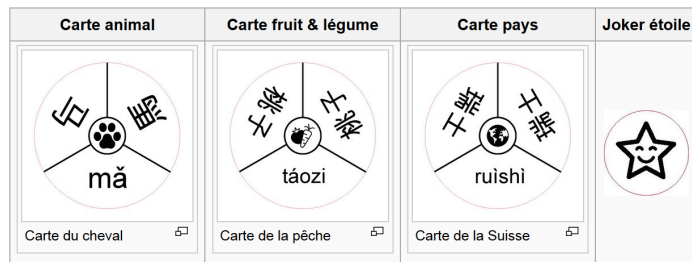 Carte animal
Carte fruit & légume
Carte pays
Joker étoile
马
馬
mǎ
桃子
桃子
táozi
瑞士
瑞士
ruìshì
Carte du cheval
Carte de la pêche
Carte de la Suisse